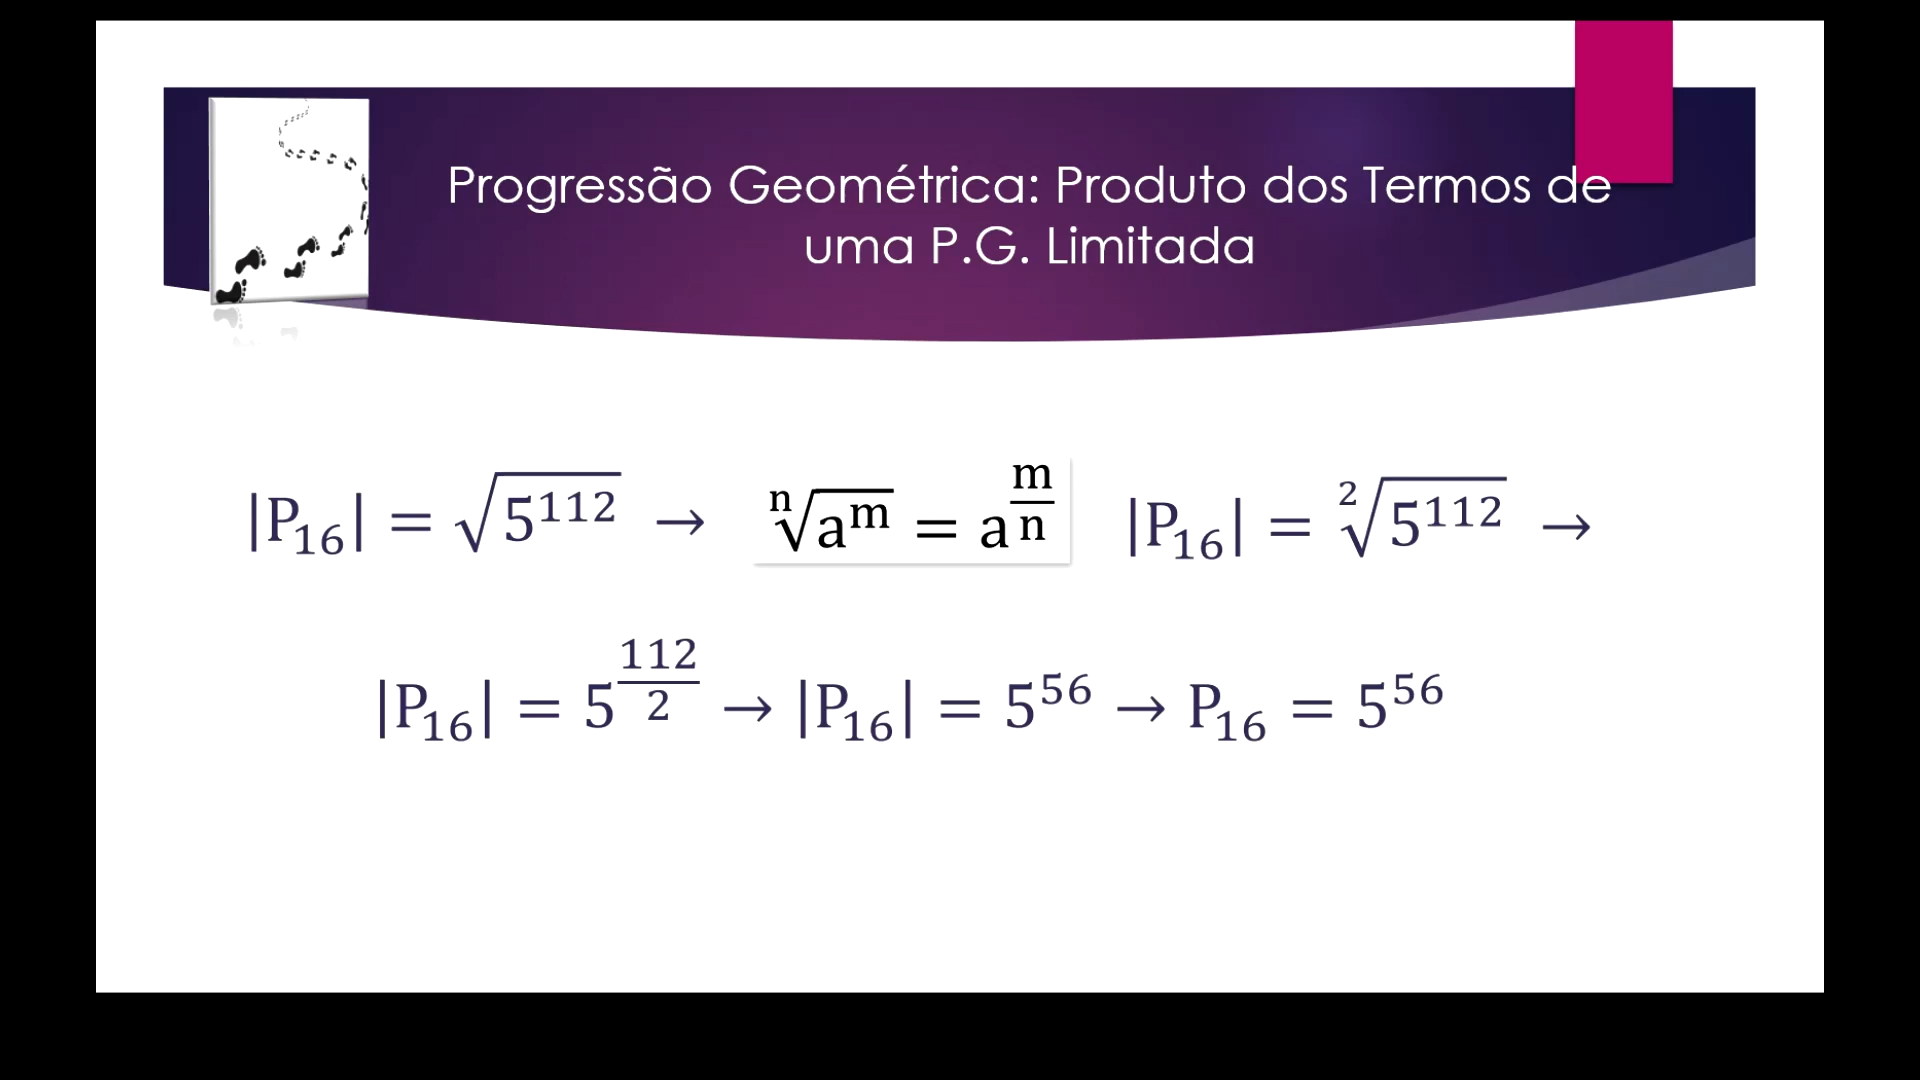 Progressão Geométrica: Produto dos Termos de
uma P.G. Limitada
|P₁₆| = √5¹¹² → ⁿ√aᵐ = a^(m/n) |P₁₆| = ²√5¹¹² →
|P₁₆| = 5^(112/2) → |P₁₆| = 5⁵⁶ → P₁₆ = 5⁵⁶